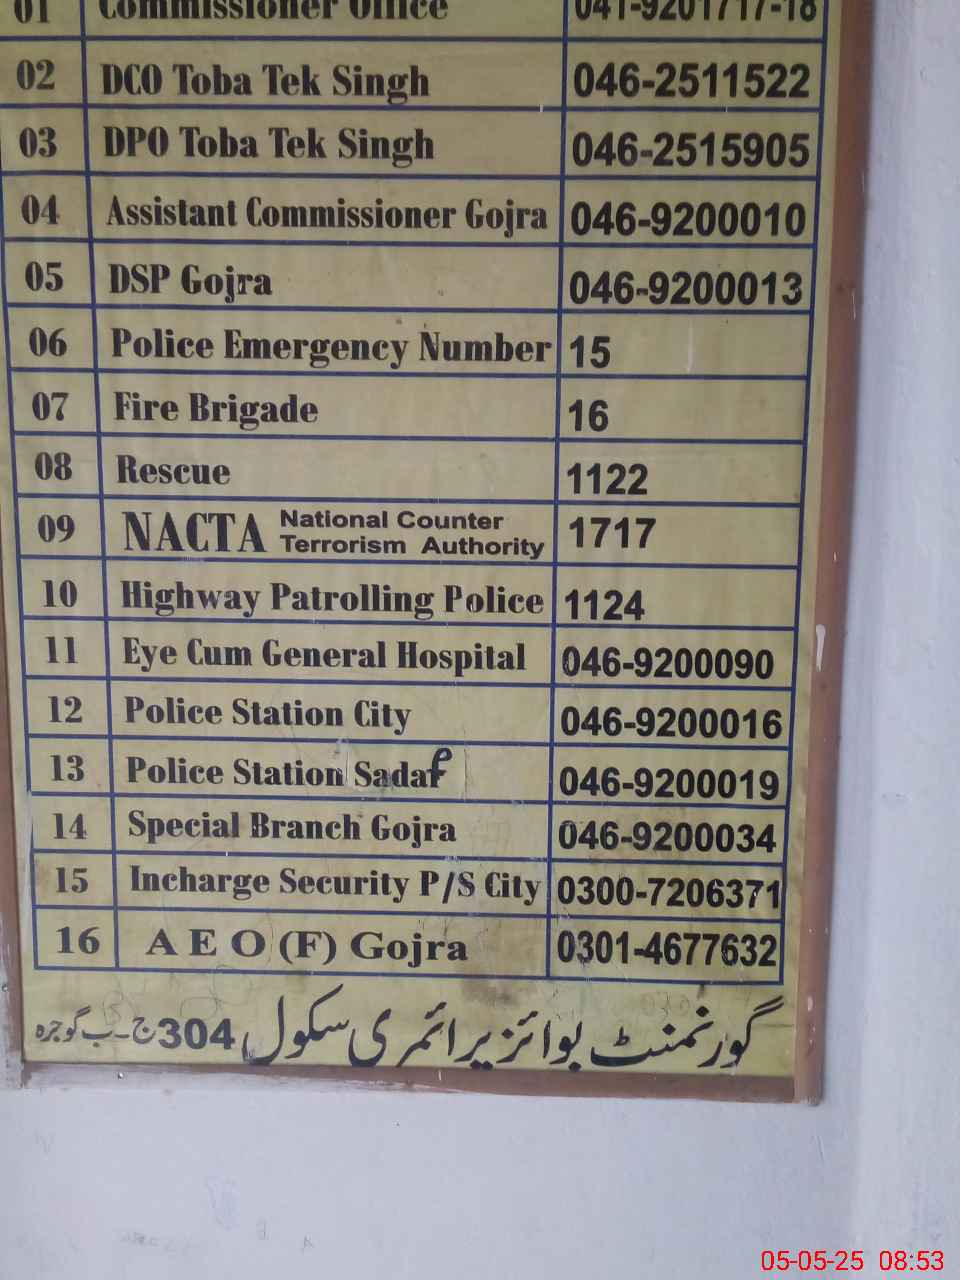 01 Commissioner Office 041-9201717-18
02 DCO Toba Tek Singh 046-2511522
03 DPO Toba Tek Singh 046-2515905
04 Assistant Commissioner Gojra 046-9200010
05 DSP Gojra 046-9200013
06 Police Emergency Number 15
07 Fire Brigade 16
08 Rescue 1122
09 NACTA National Counter Terrorism Authority 1717
10 Highway Patrolling Police 1124
11 Eye Cum General Hospital 046-9200090
12 Police Station City 046-9200016
13 Police Station Sadar 046-9200019
14 Special Branch Gojra 046-9200034
15 Incharge Security P/S City 0300-7206371
16 A E O (F) Gojra 0301-4677632
گورنمنٹ بوائز پرائمری سکول 304 ج-ب گوجرہ
05-05-25 08:53